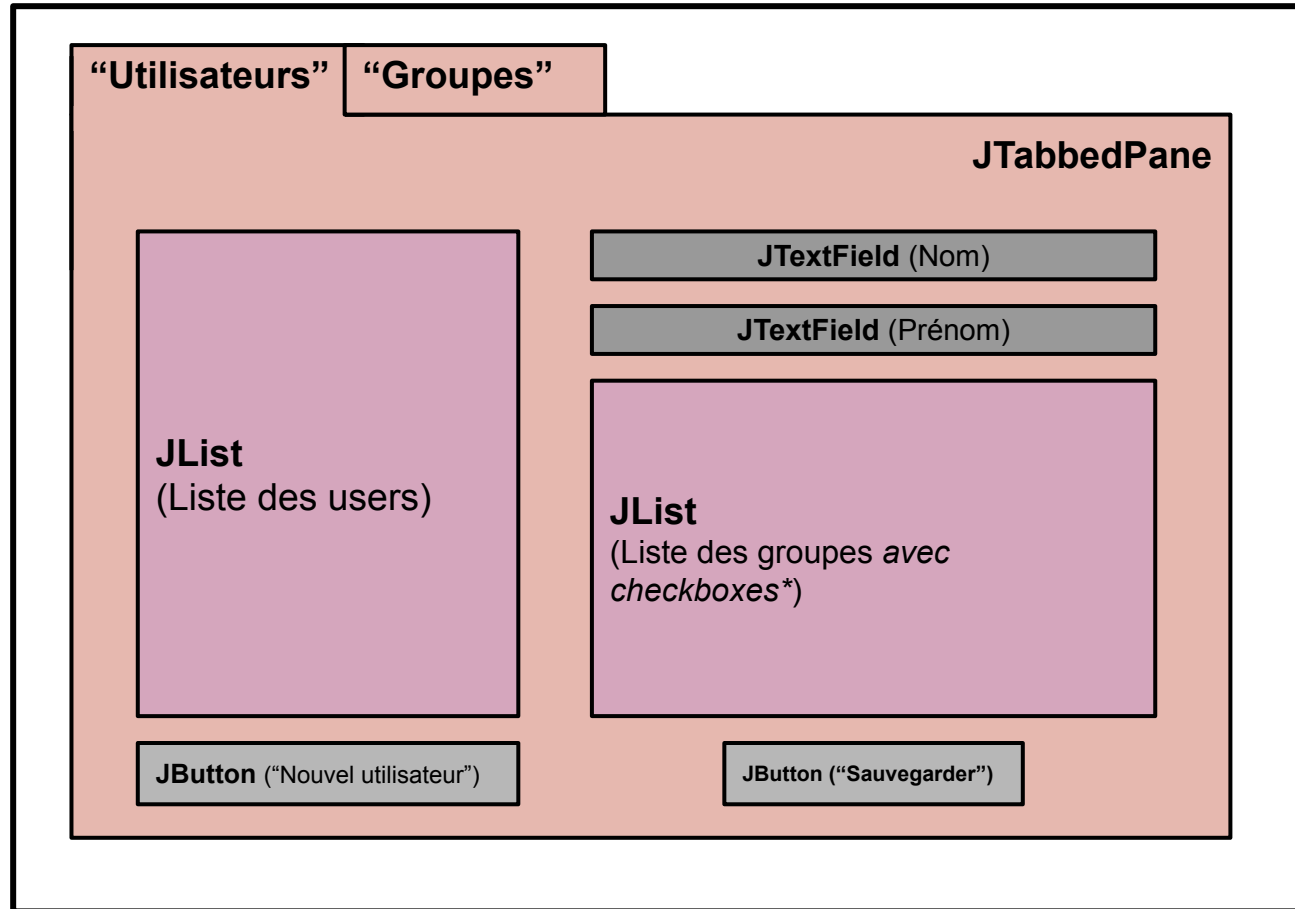 “Utilisateurs”
“Groupes”
JTabbedPane
JList
(Liste des users)
JTextField (Nom)
JTextField (Prénom)
JList
(Liste des groupes avec
checkboxes*)
JButton (“Nouvel utilisateur”)
JButton (“Sauvegarder”)